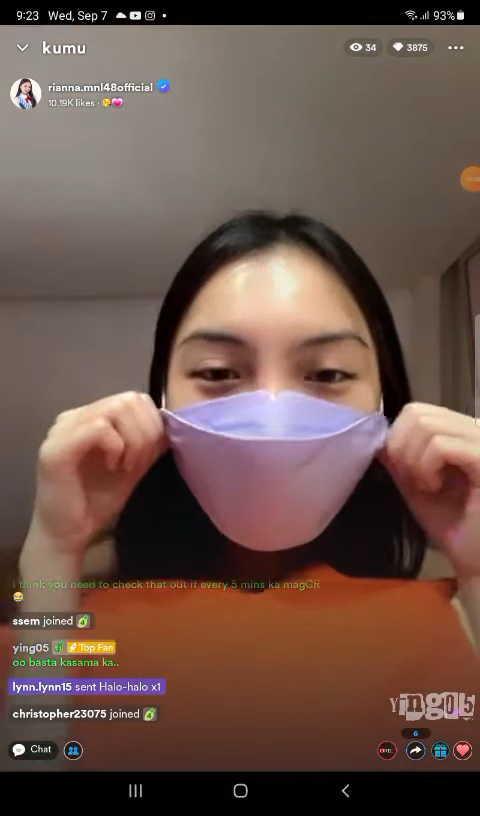 9:23 Wed, Sep 7 93%
kumu 34 3875
rianna.mnl48official
10.19K likes
I think you need to check that out if every 5 mins ka magCR
ssem joined
ying05 Top Fan
oo basta kasama ka..
lynn.lynn15 sent Halo-halo x1
christopher23075 joined
Ying05
6
Chat